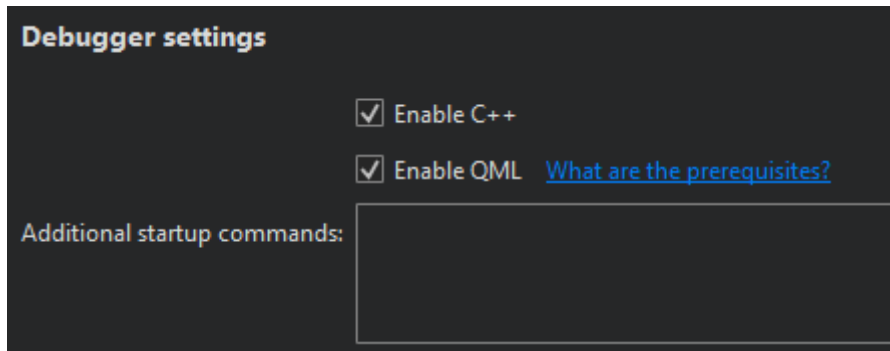 Debugger settings
Enable C++
Enable QML What are the prerequisites?
Additional startup commands: